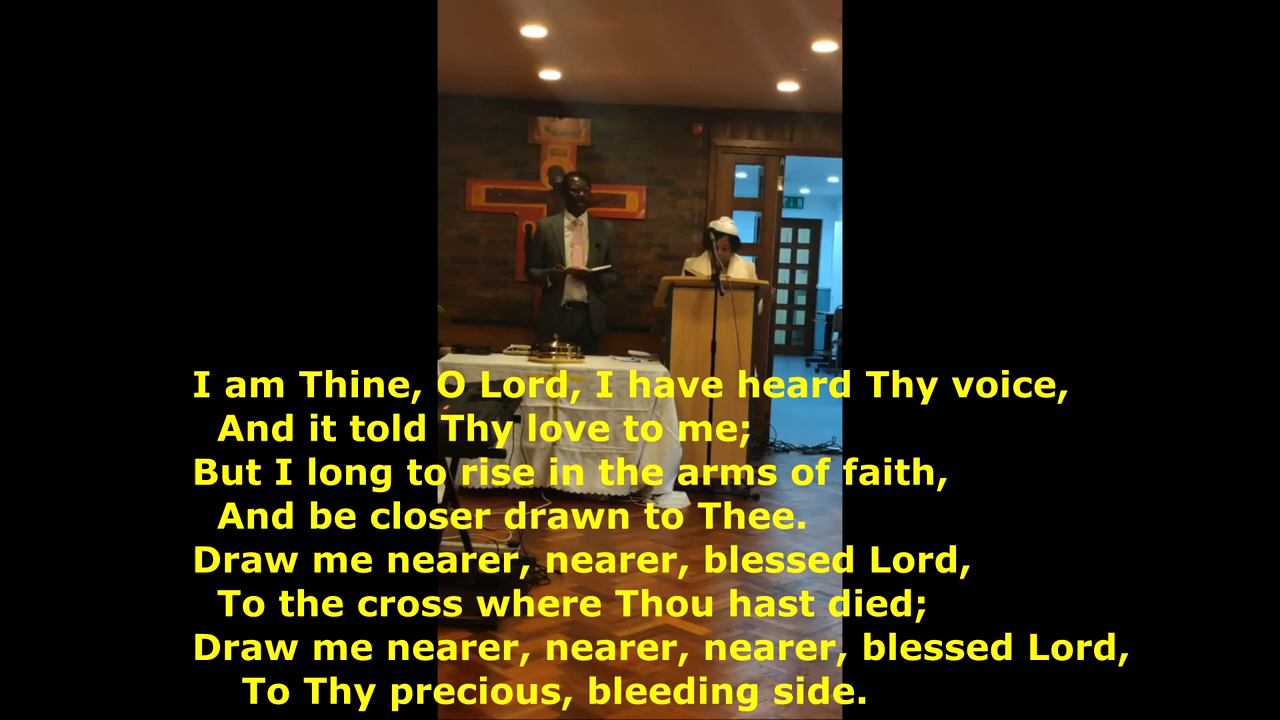 I am Thine, O Lord, I have heard Thy voice,
And it told Thy love to me;
But I long to rise in the arms of faith,
And be closer drawn to Thee.
Draw me nearer, nearer, blessed Lord,
To the cross where Thou hast died;
Draw me nearer, nearer, nearer, blessed Lord,
To Thy precious, bleeding side.